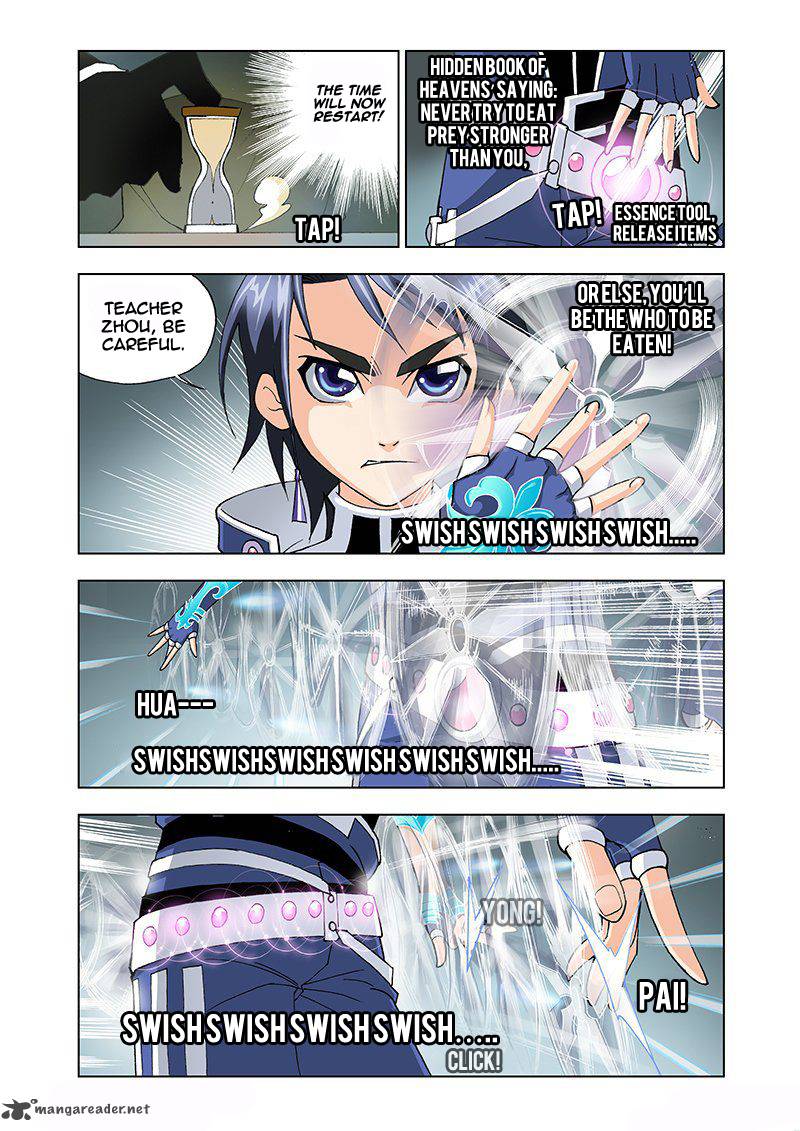 THE TIME
WILL NOW
RESTART!
TAP!
HIDDEN BOOK OF
HEAVENS' SAYING:
NEVER TRY TO EAT
PREY STRONGER
THAN YOU,
TAP!
ESSENCE TOOL,
RELEASE ITEMS
TEACHER
ZHOU, BE
CAREFUL.
OR ELSE, YOU'LL
BE THE WHO TO BE
EATEN!
SWISH SWISH SWISH SWISH.....
HUA---
SWISH SWISH SWISH SWISH SWISH SWISH.....
YONG!
PAI!
SWISH SWISH SWISH SWISH.....
CLICK!
mangareader.net